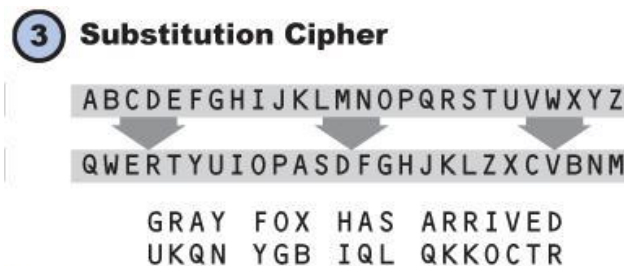 3 Substitution Cipher
ABCDEFGHIJKLMNOPQRSTUVWXYZ
QWERTYUIOPASDFGHJKLZXCVBNM
GRAY FOX HAS ARRIVED
UKQN YGB IQL QKKOCTR